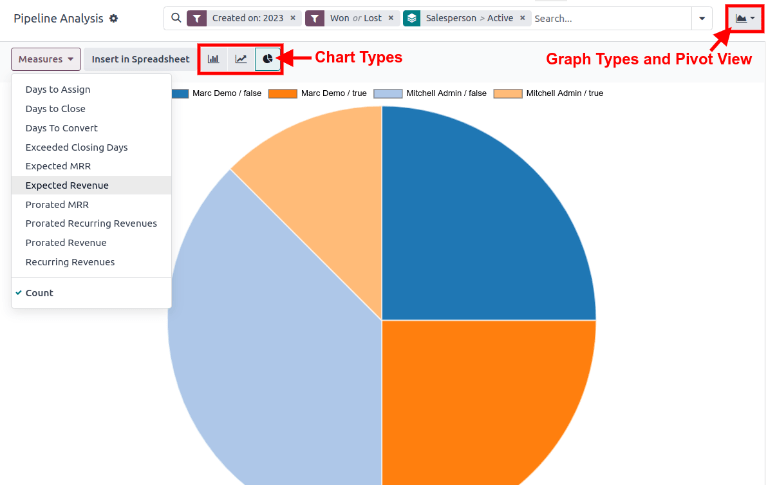 Pipeline Analysis
Created on: 2023 × Won or Lost × Salesperson > Active × Search...
Measures Insert in Spreadsheet
Chart Types
Graph Types and Pivot View
Marc Demo / false Marc Demo / true Mitchell Admin / false Mitchell Admin / true
Days to Assign
Days to Close
Days To Convert
Exceeded Closing Days
Expected MRR
Expected Revenue
Prorated MRR
Prorated Recurring Revenues
Prorated Revenue
Recurring Revenues
Count